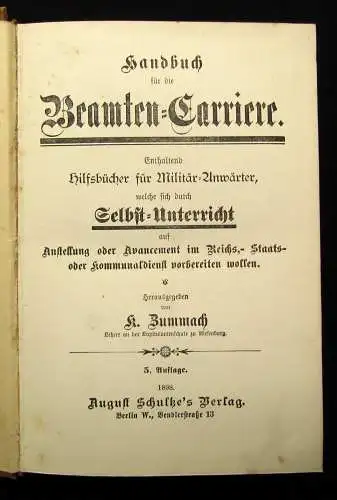 Handbuch
für die
Beamten-Carriere.
Enthaltend
Hilfsbücher für Militär-Anwärter,
welche sich durch
Selbst-Unterricht
auf
Anstellung oder Avancement im Reichs,- Staats-
oder Kommunaldienst vorbereiten wollen.
Herausgegeben
von
K. Zummach
Lehrer an der Kapitulantenschule zu
5. Auflage.
1898.
August Schultze's Verlag.
Berlin W., Bendlerstraße 13